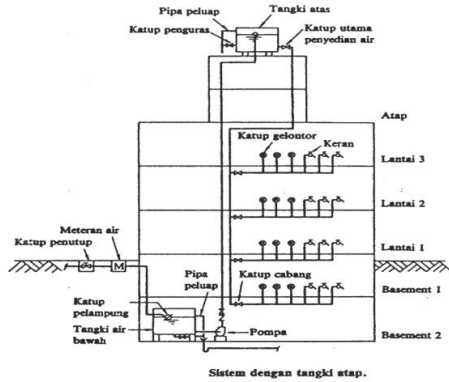 Pipa peluap
Tangki atas
Katup penguras
Katup utama
penyedian air
Atap
Katup gelontor
Keran
Lantai 3
Lantai 2
Meteran air
Katup penutup
Lantai 1
M
Pipa
peluap
Katup cabang
Basement 1
Katup
pelampung
Tangki air
bawah
Pompa
Basement 2
Sistem dengan tangki atap.